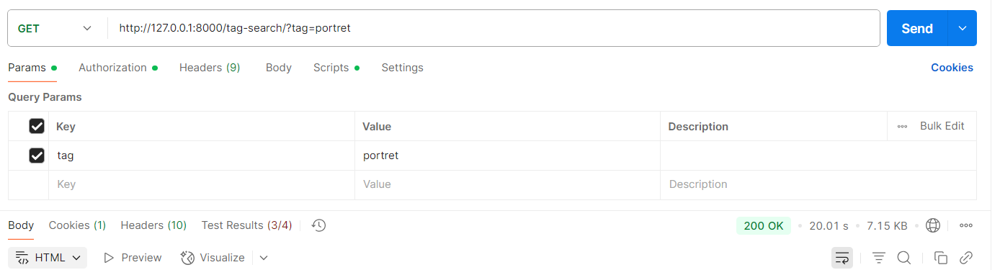 GET http://127.0.0.1:8000/tag-search/?tag=portret Send
Params Authorization Headers (9) Body Scripts Settings Cookies
Query Params
Key Value Description Bulk Edit
tag portret
Key Value Description
Body Cookies (1) Headers (10) Test Results (3/4) 200 OK 20.01 s 7.15 KB
HTML Preview Visualize